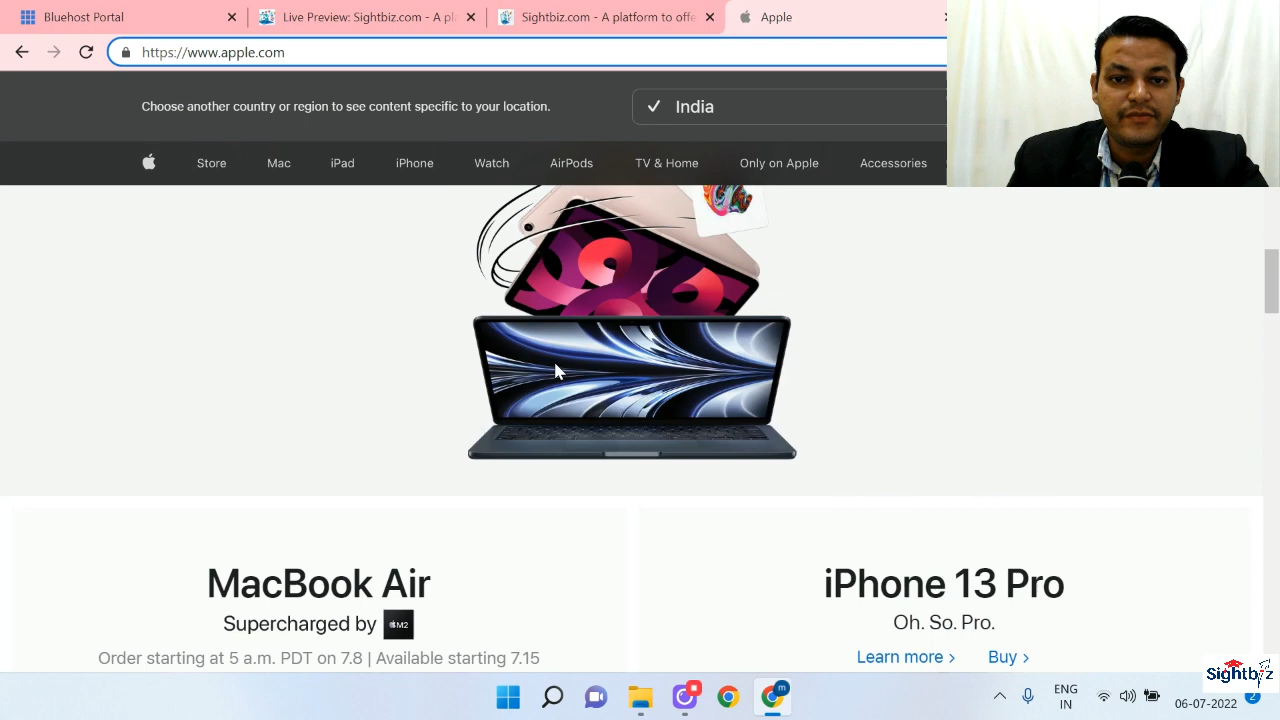 Bluehost Portal
Live Preview: Sightbiz.com - A pla
Sightbiz.com - A platform to offe
Apple
https://www.apple.com
Choose another country or region to see content specific to your location.
India
Store Mac iPad iPhone Watch AirPods TV & Home Only on Apple Accessories
MacBook Air
Supercharged by M2
Order starting at 5 a.m. PDT on 7.8 | Available starting 7.15
iPhone 13 Pro
Oh. So. Pro.
Learn more > Buy >
Sightbiz
m
ENG
IN
06-07-2022
2